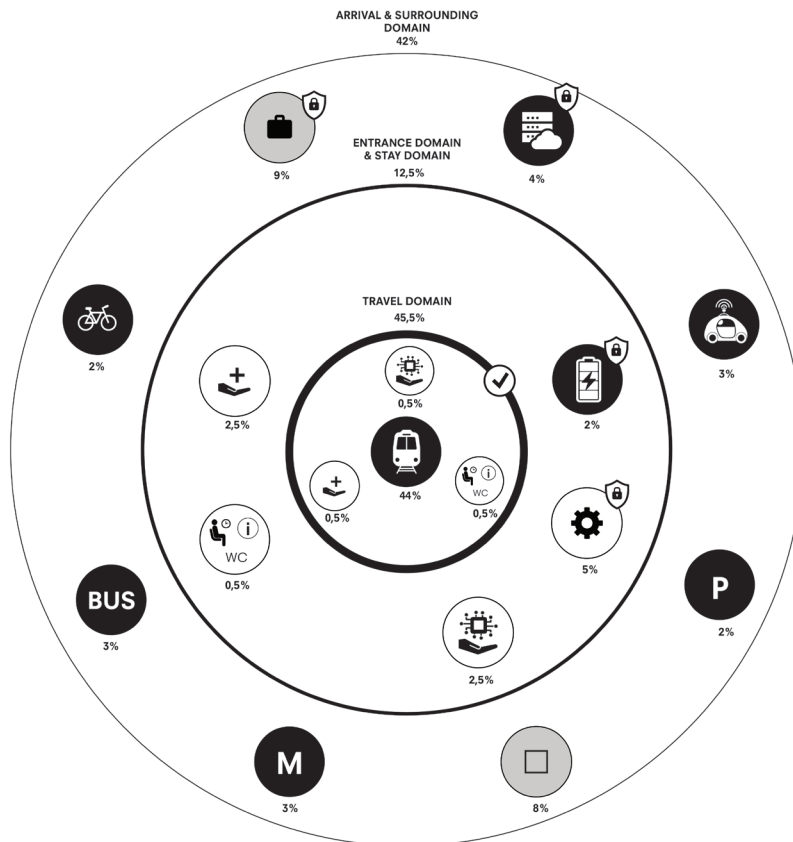 ARRIVAL & SURROUNDING
DOMAIN
42%
9%
4%
ENTRANCE DOMAIN
& STAY DOMAIN
12,5%
2%
3%
TRAVEL DOMAIN
45,5%
2,5%
0,5%
2%
44%
i
WC
0,5%
0,5%
i
WC
0,5%
5%
BUS
3%
P
2%
2,5%
M
3%
8%